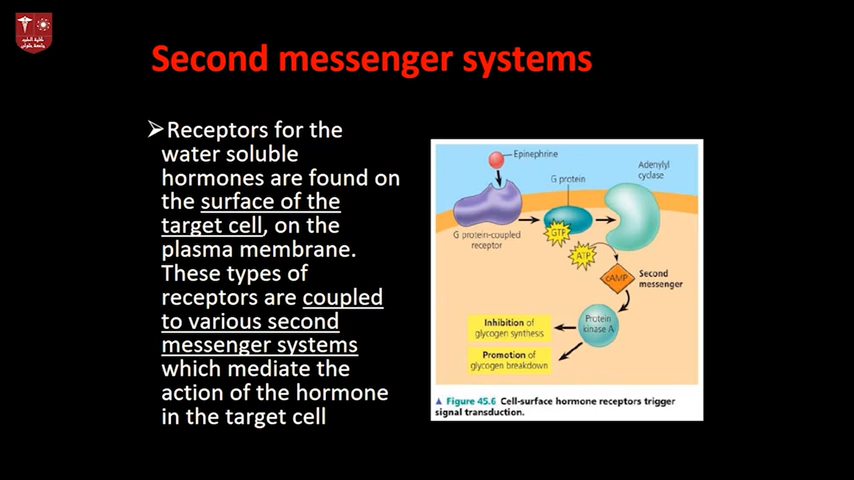 Second messenger systems
➢Receptors for the
water soluble
hormones are found on
the surface of the
target cell, on the
plasma membrane.
These types of
receptors are coupled
to various second
messenger systems
which mediate the
action of the hormone
in the target cell
Epinephrine
G protein
Adenylyl
cyclase
G protein-coupled
receptor
GTP
ATP
cAMP
Second
messenger
Protein
kinase A
Inhibition of
glycogen synthesis
Promotion of
glycogen breakdown
▲ Figure 45.6 Cell-surface hormone receptors trigger
signal transduction.